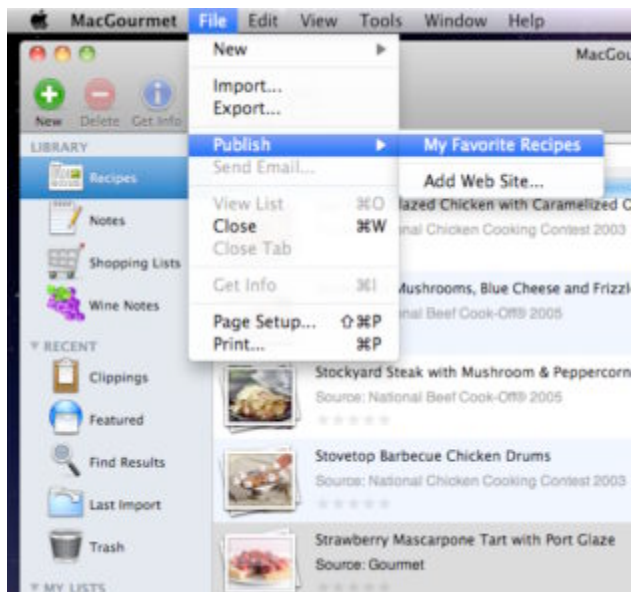 MacGourmet File Edit View Tools Window Help
MacGou
New
Delete
Get Info
New
Import...
Export...
Publish
Send Email...
View List ⌘O
Close ⌘W
Close Tab
Get Info ⌘I
Page Setup... ⇧⌘P
Print... ⌘P
My Favorite Recipes
Add Web Site...
LIBRARY
Recipes
Notes
Shopping Lists
Wine Notes
RECENT
Clippings
Featured
Find Results
Last Import
Trash
MY LISTS
lazed Chicken with Caramelized O
nal Chicken Cooking Contest 2003
Mushrooms, Blue Cheese and Frizzl
nal Beef Cook-Off® 2005
Stockyard Steak with Mushroom & Peppercorn
Source: National Beef Cook-Off® 2005
Stovetop Barbecue Chicken Drums
Source: National Chicken Cooking Contest 2003
Strawberry Mascarpone Tart with Port Glaze
Source: Gourmet